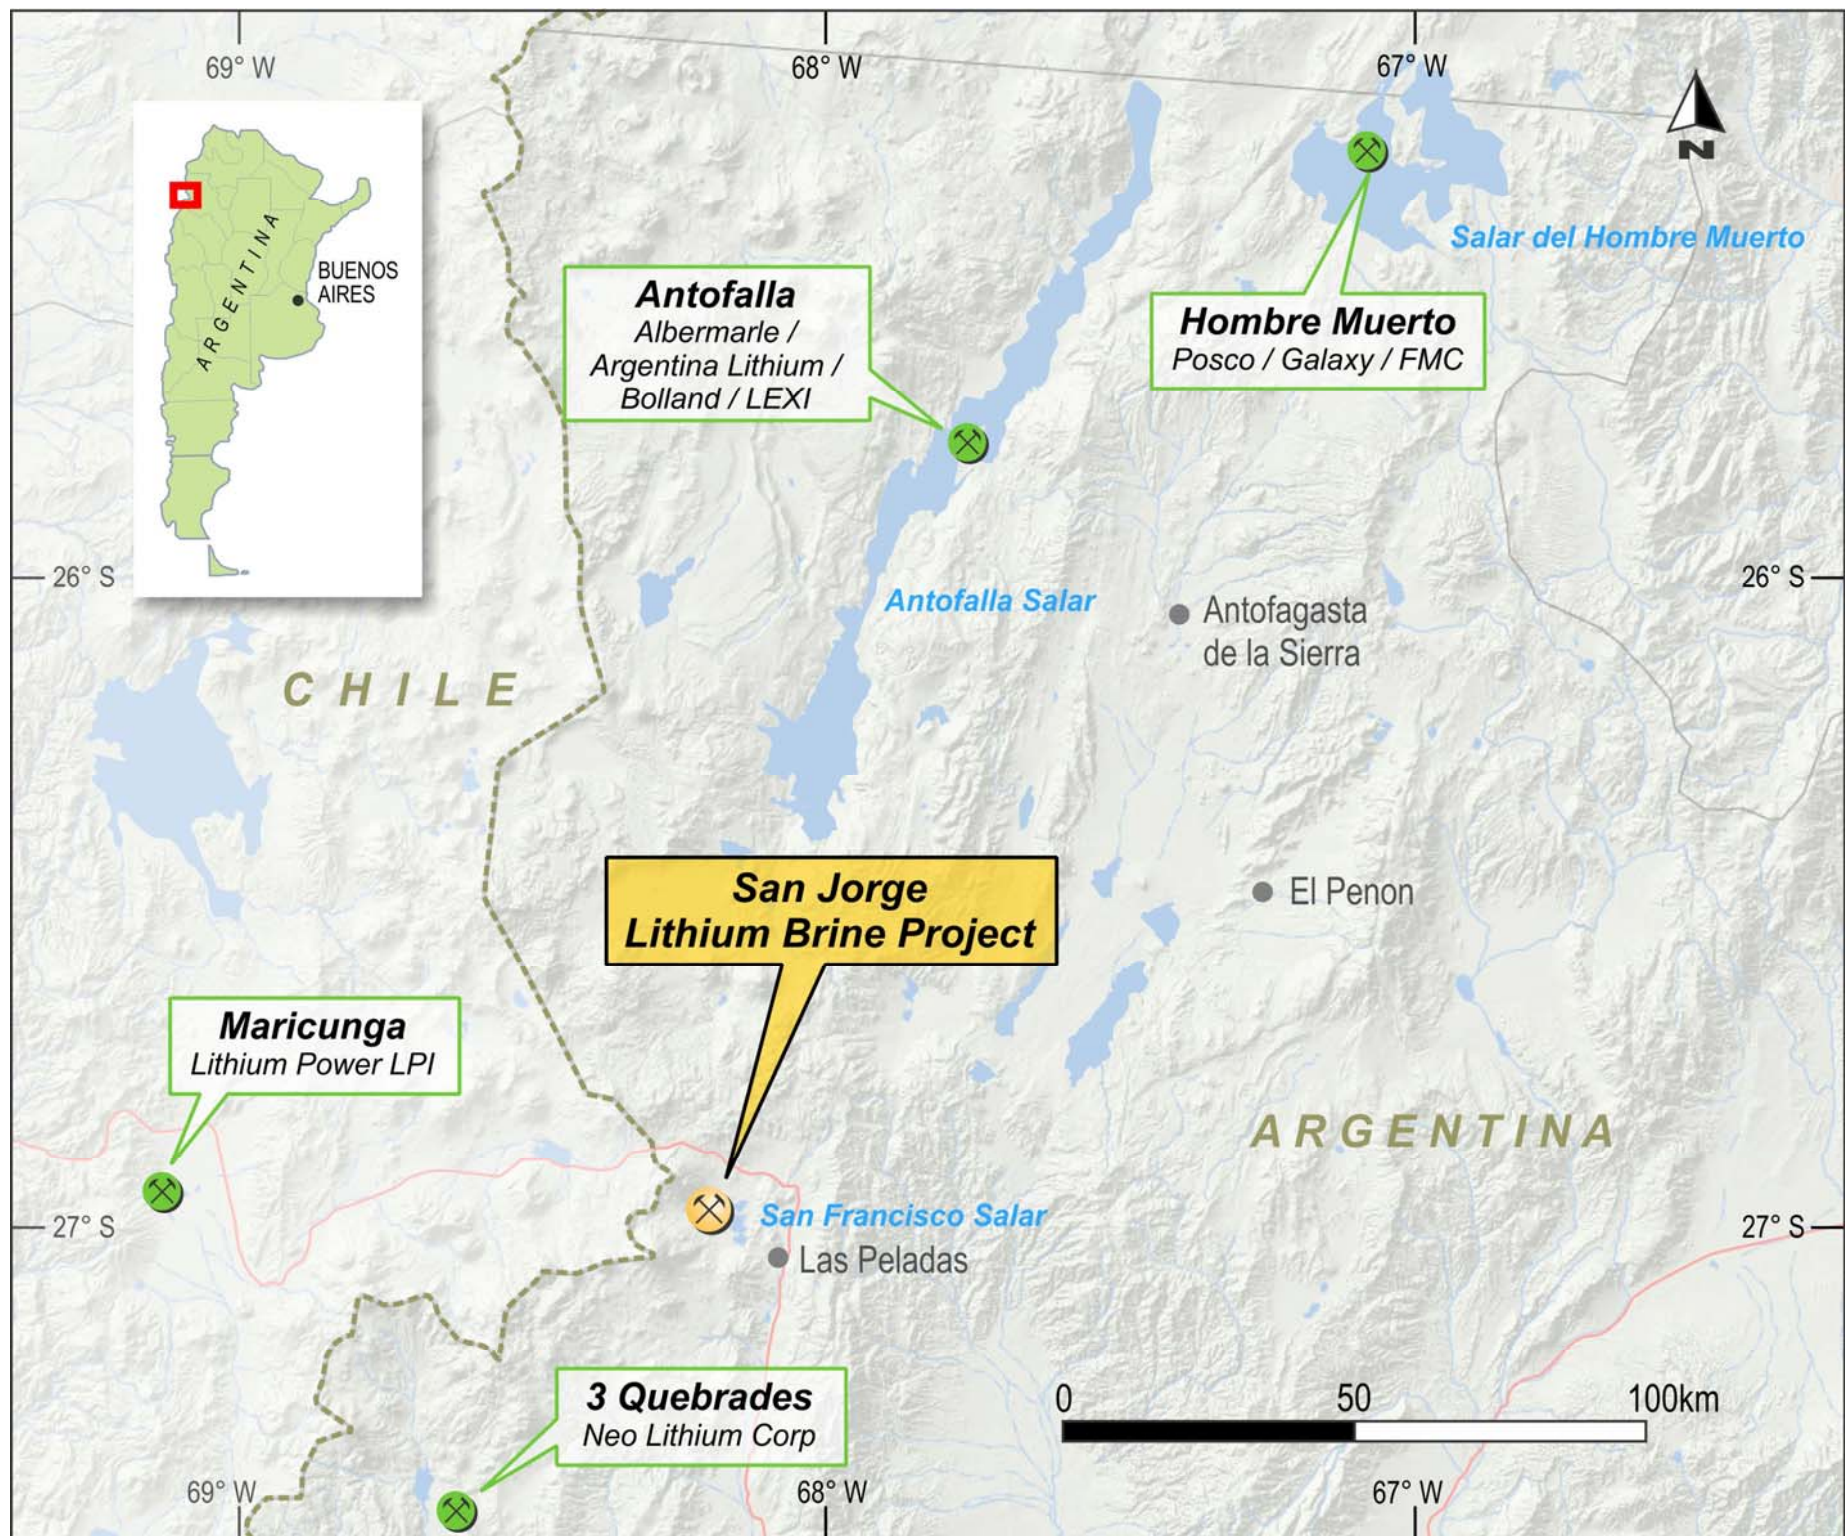 69° W
68° W
67° W
N
ARGENTINA
BUENOS
AIRES
Salar del Hombre Muerto
Antofalla
Albermarle /
Argentina Lithium /
Bolland / LEXI
Hombre Muerto
Posco / Galaxy / FMC
26° S
26° S
Antofalla Salar
Antofagasta
de la Sierra
CHILE
San Jorge
Lithium Brine Project
El Penon
Maricunga
Lithium Power LPI
ARGENTINA
27° S
San Francisco Salar
27° S
Las Peladas
3 Quebrades
Neo Lithium Corp
0 50 100km
69° W
68° W
67° W